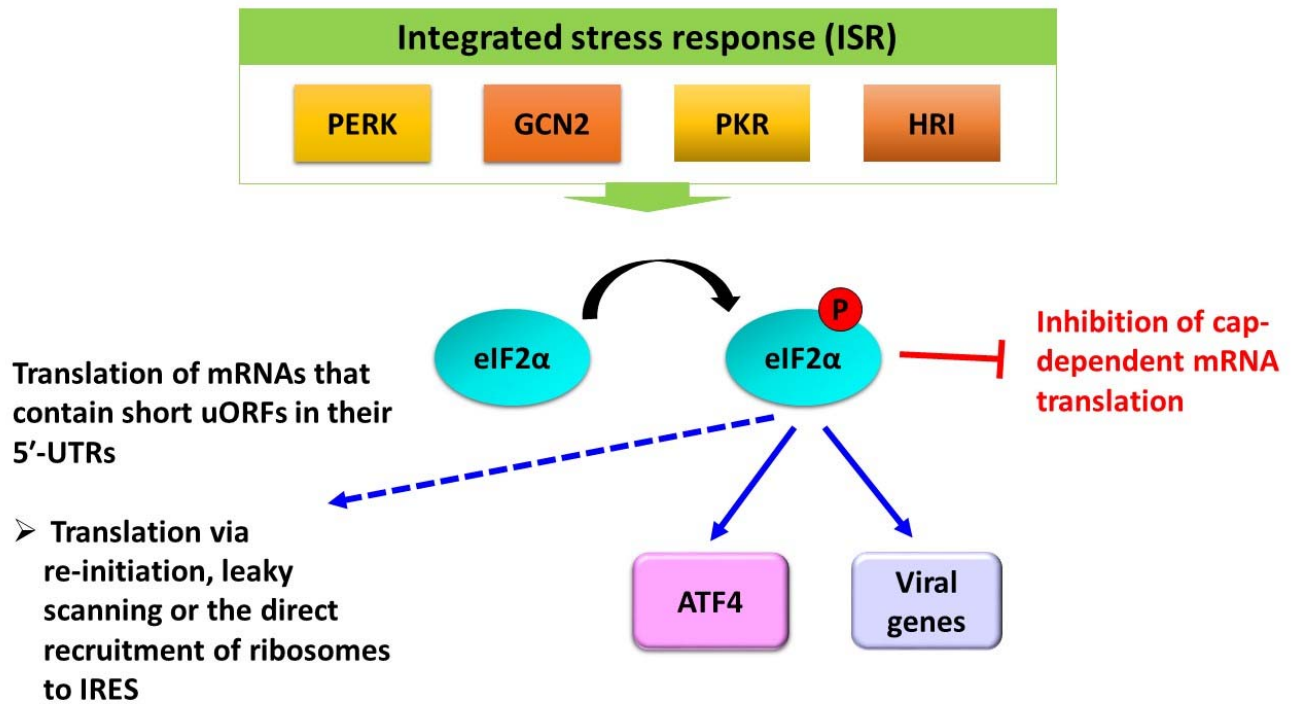 Integrated stress response (ISR)
PERK
GCN2
PKR
HRI
eIF2α
P
eIF2α
Inhibition of cap-
dependent mRNA
translation
Translation of mRNAs that
contain short uORFs in their
5′-UTRs
➢ Translation via
re-initiation, leaky
scanning or the direct
recruitment of ribosomes
to IRES
ATF4
Viral
genes